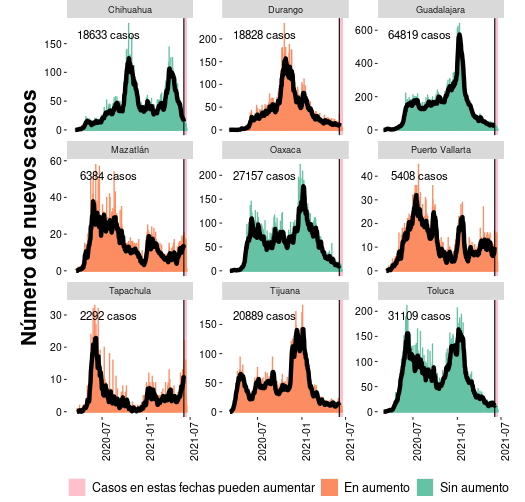 Número de nuevos casos
Chihuahua
18633 casos
150
100
50
0
Durango
18828 casos
200
150
100
50
0
Guadalajara
64819 casos
600
400
200
0
Mazatlán
6384 casos
60
40
20
0
Oaxaca
27157 casos
200
150
100
50
0
Puerto Vallarta
5408 casos
40
30
20
10
0
Tapachula
2292 casos
30
20
10
0
Tijuana
20889 casos
150
100
50
0
Toluca
31109 casos
200
150
100
50
0
2020-07
2021-01
2021-07
2020-07
2021-01
2021-07
2020-07
2021-01
2021-07
Casos en estas fechas pueden aumentar
En aumento
Sin aumento